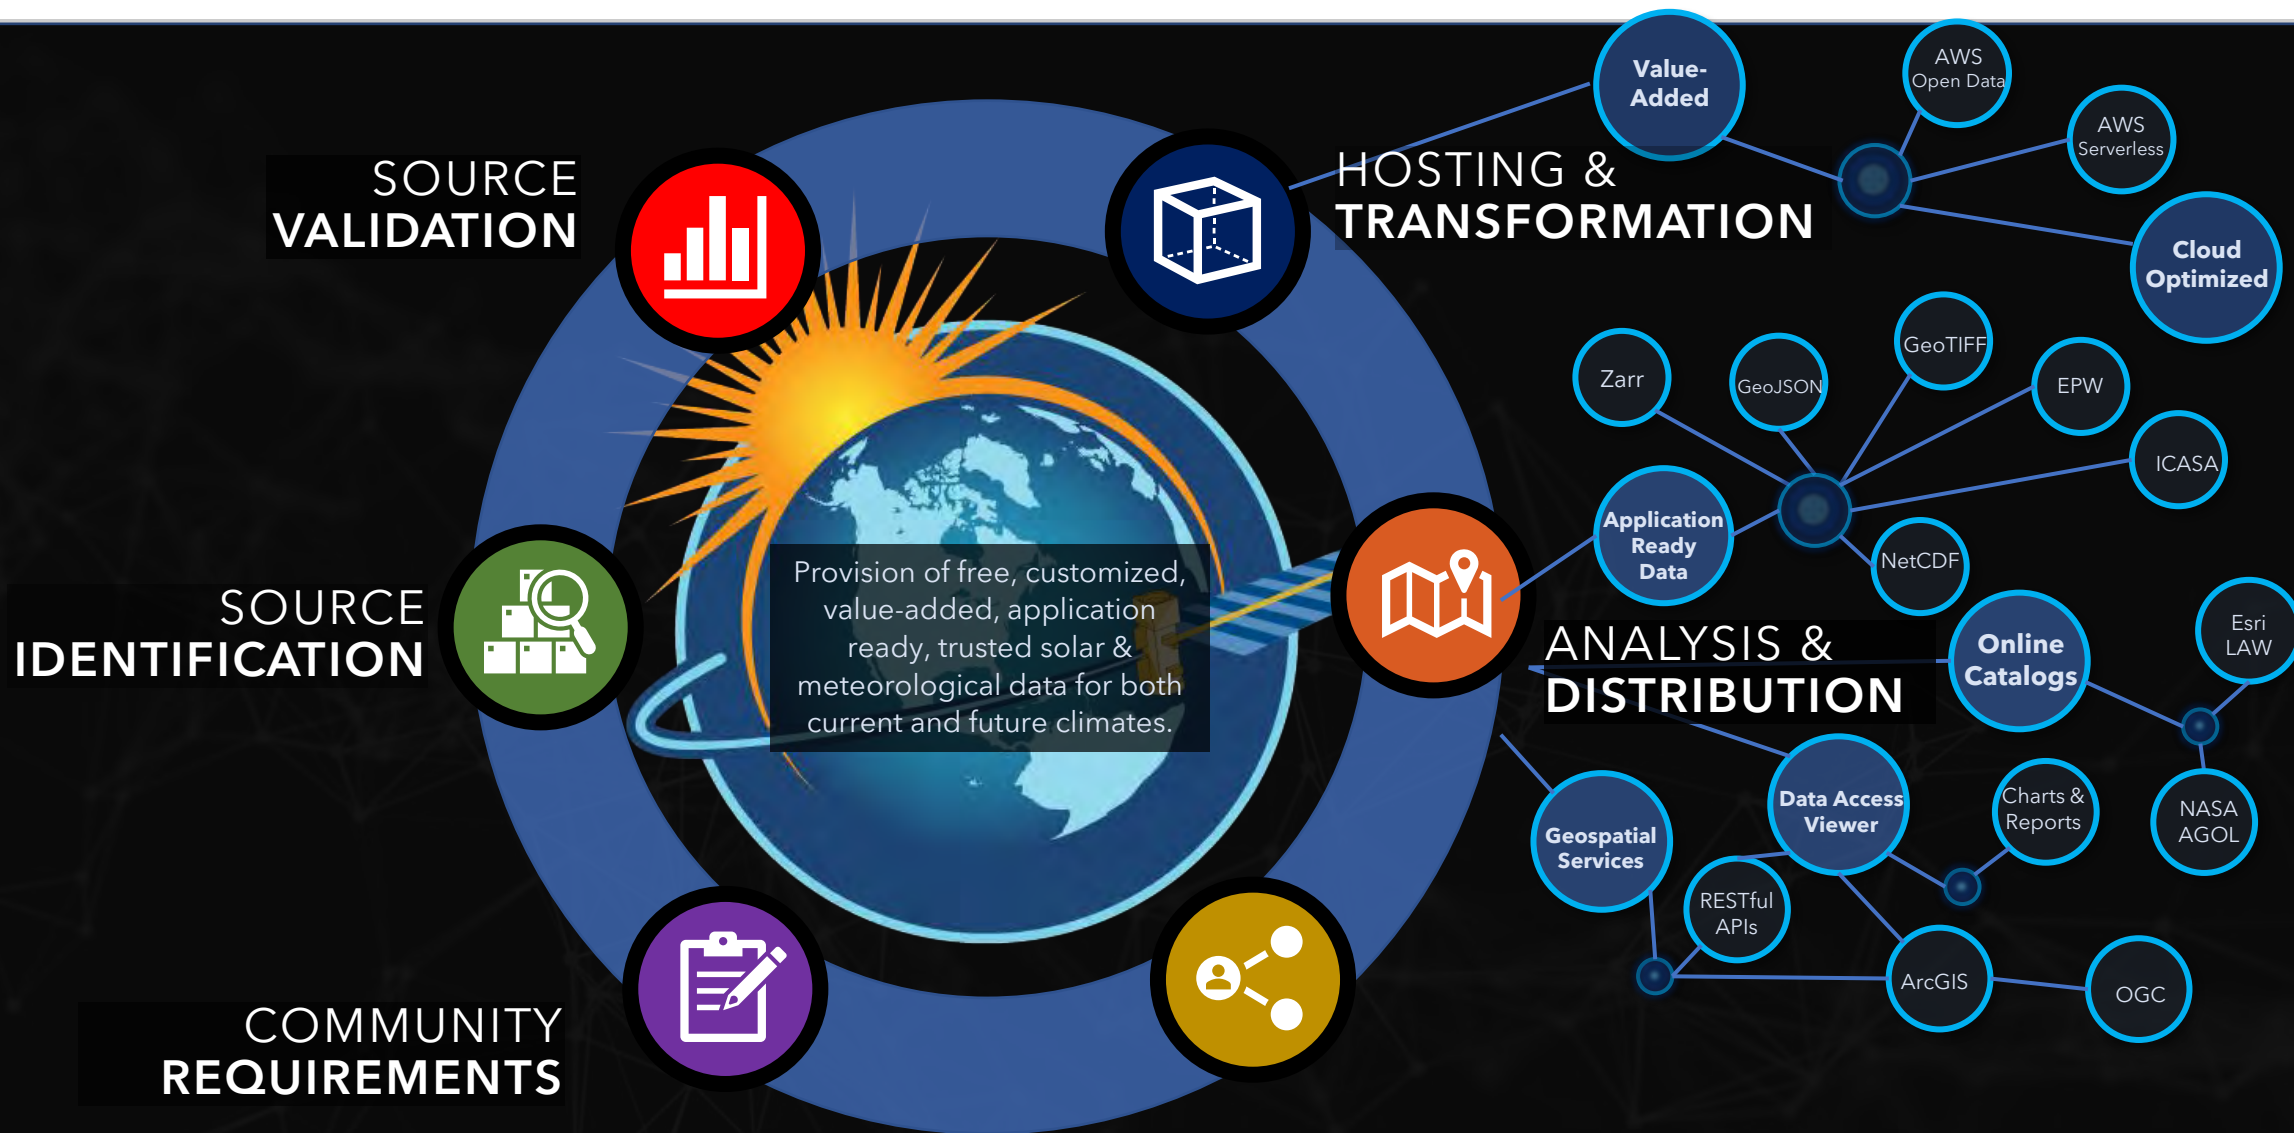 SOURCE
VALIDATION
SOURCE
IDENTIFICATION
COMMUNITY
REQUIREMENTS
Provision of free, customized,
value-added, application
ready, trusted solar &
meteorological data for both
current and future climates.
HOSTING &
TRANSFORMATION
Value-
Added
AWS
Open Data
AWS
Serverless
Cloud
Optimized
Zarr
GeoJSON
GeoTIFF
EPW
ICASA
Application
Ready
Data
NetCDF
ANALYSIS &
DISTRIBUTION
Online
Catalogs
Esri
LAW
NASA
AGOL
Data Access
Viewer
Charts &
Reports
Geospatial
Services
RESTful
APIs
ArcGIS
OGC